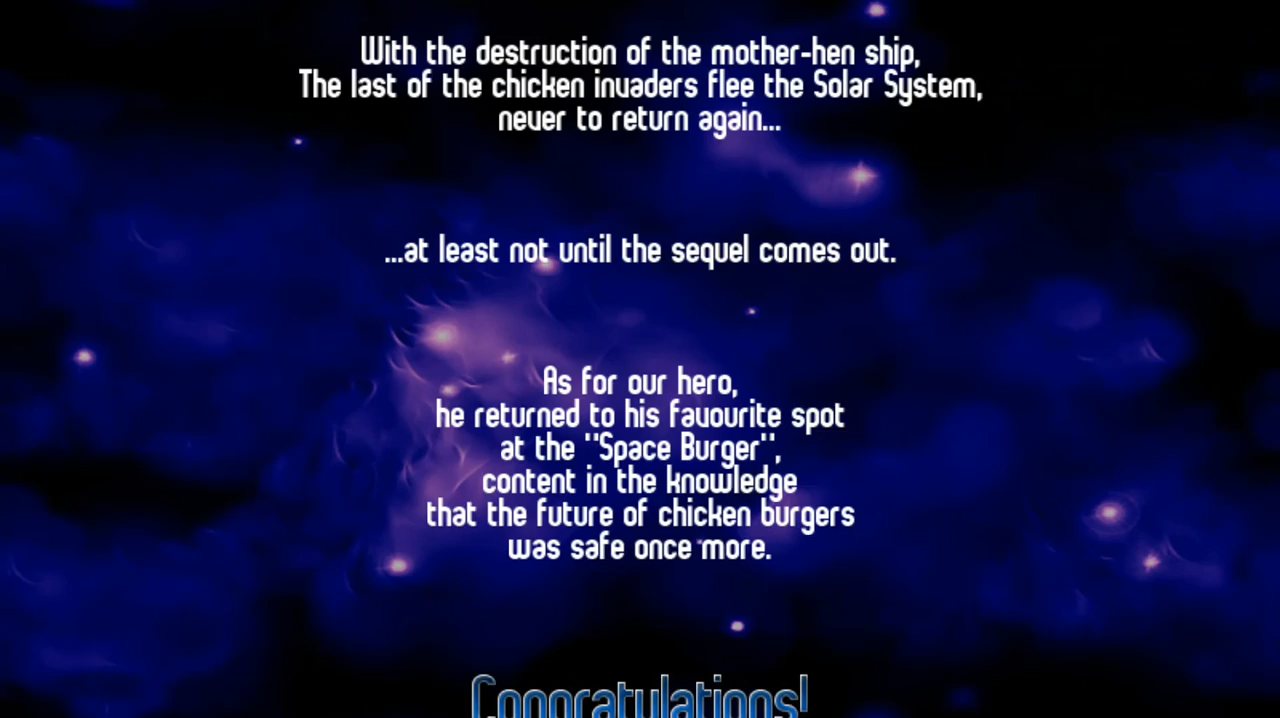 With the destruction of the mother-hen ship,
The last of the chicken invaders flee the Solar System,
never to return again...
...at least not until the sequel comes out.
As for our hero,
he returned to his favourite spot
at the "Space Burger",
content in the knowledge
that the future of chicken burgers
was safe once more.
Congratulations!